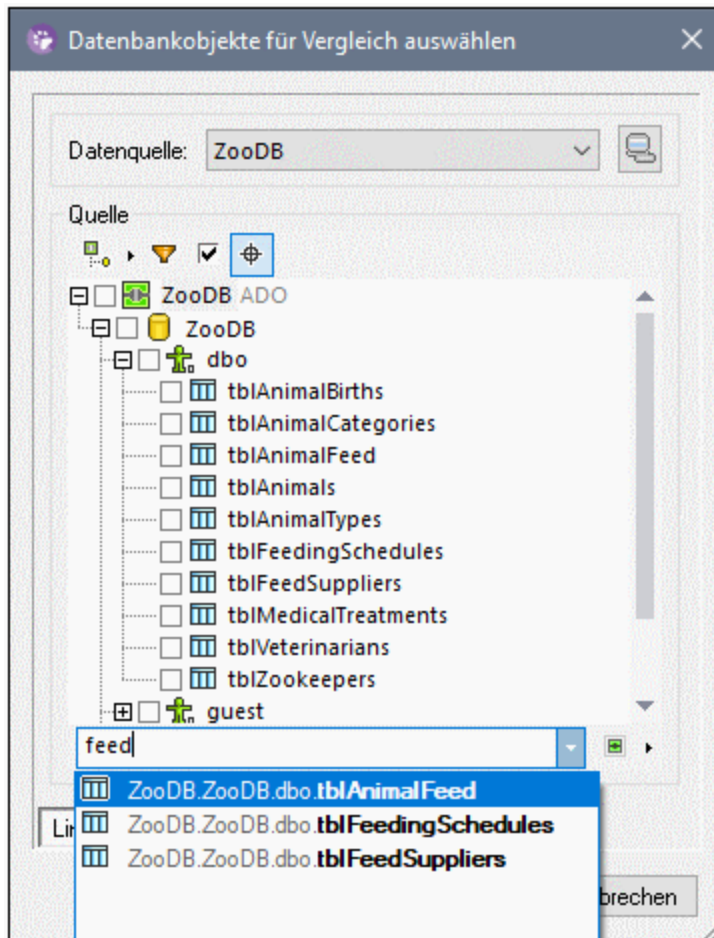 Datenbankobjekte für Vergleich auswählen
Datenquelle: ZooDB
Quelle
ZooDB ADO
ZooDB
dbo
tblAnimalBirths
tblAnimalCategories
tblAnimalFeed
tblAnimals
tblAnimalTypes
tblFeedingSchedules
tblFeedSuppliers
tblMedicalTreatments
tblVeterinarians
tblZookeepers
guest
feed
ZooDB.ZooDB.dbo.tblAnimalFeed
ZooDB.ZooDB.dbo.tblFeedingSchedules
ZooDB.ZooDB.dbo.tblFeedSuppliers
brechen